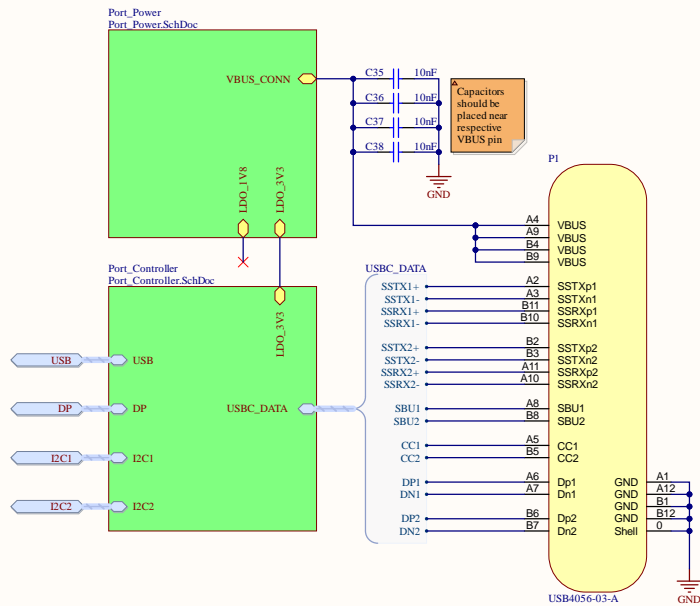 Port_Power
Port_Power.SchDoc
VBUS_CONN
LDO_1V8
LDO_3V3
C35 10nF
C36 10nF
C37 10nF
C38 10nF
Capacitors
should be
placed near
respective
VBUS pin
GND
Port_Controller
Port_Controller.SchDoc
LDO_3V3
USB USB
DP DP
I2C1 I2C1
I2C2 I2C2
USBC_DATA
USBC_DATA
SSTX1+
SSTX1-
SSRX1+
SSRX1-
SSTX2+
SSTX2-
SSRX2+
SSRX2-
SBU1
SBU2
CC1
CC2
DP1
DN1
DP2
DN2
P1
A4 VBUS
A9 VBUS
B4 VBUS
B9 VBUS
A2 SSTXp1
A3 SSTXn1
B11 SSRXp1
B10 SSRXn1
B2 SSTXp2
B3 SSTXn2
A11 SSRXp2
A10 SSRXn2
A8 SBU1
B8 SBU2
A5 CC1
B5 CC2
A6 Dp1
A7 Dn1
B6 Dp2
B7 Dn2
GND A1
GND A12
GND B1
GND B12
Shell 0
USB4056-03-A
GND